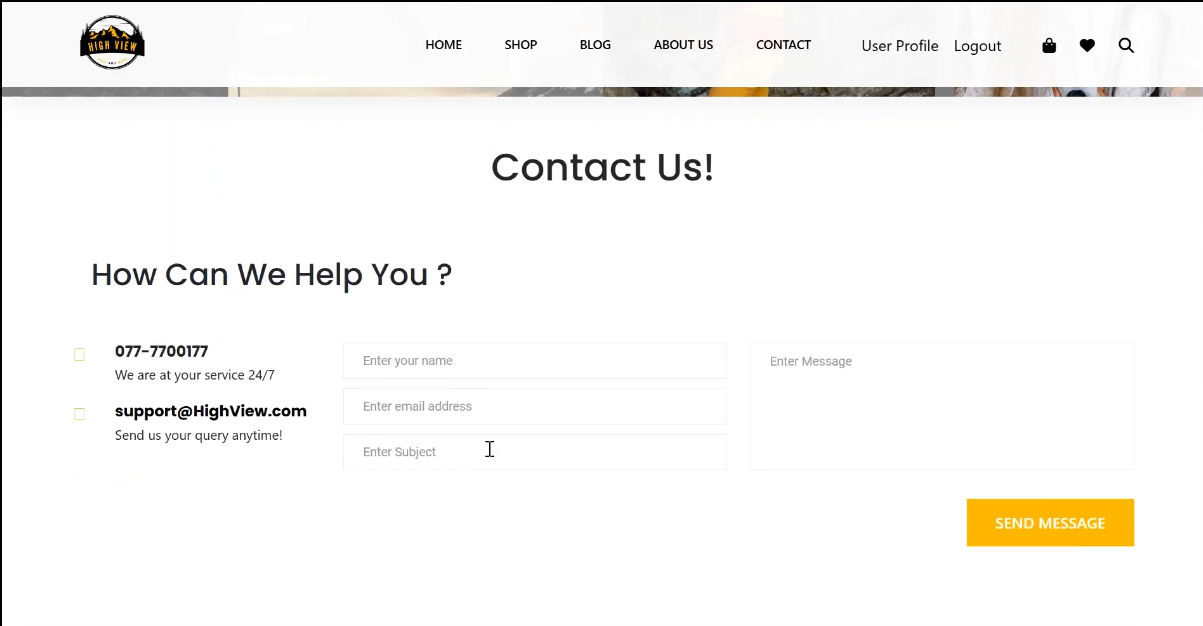 HIGH VIEW
HOME SHOP BLOG ABOUT US CONTACT User Profile Logout
Contact Us!
How Can We Help You ?
077-7700177
We are at your service 24/7
support@HighView.com
Send us your query anytime!
Enter your name
Enter email address
Enter Subject
Enter Message
SEND MESSAGE